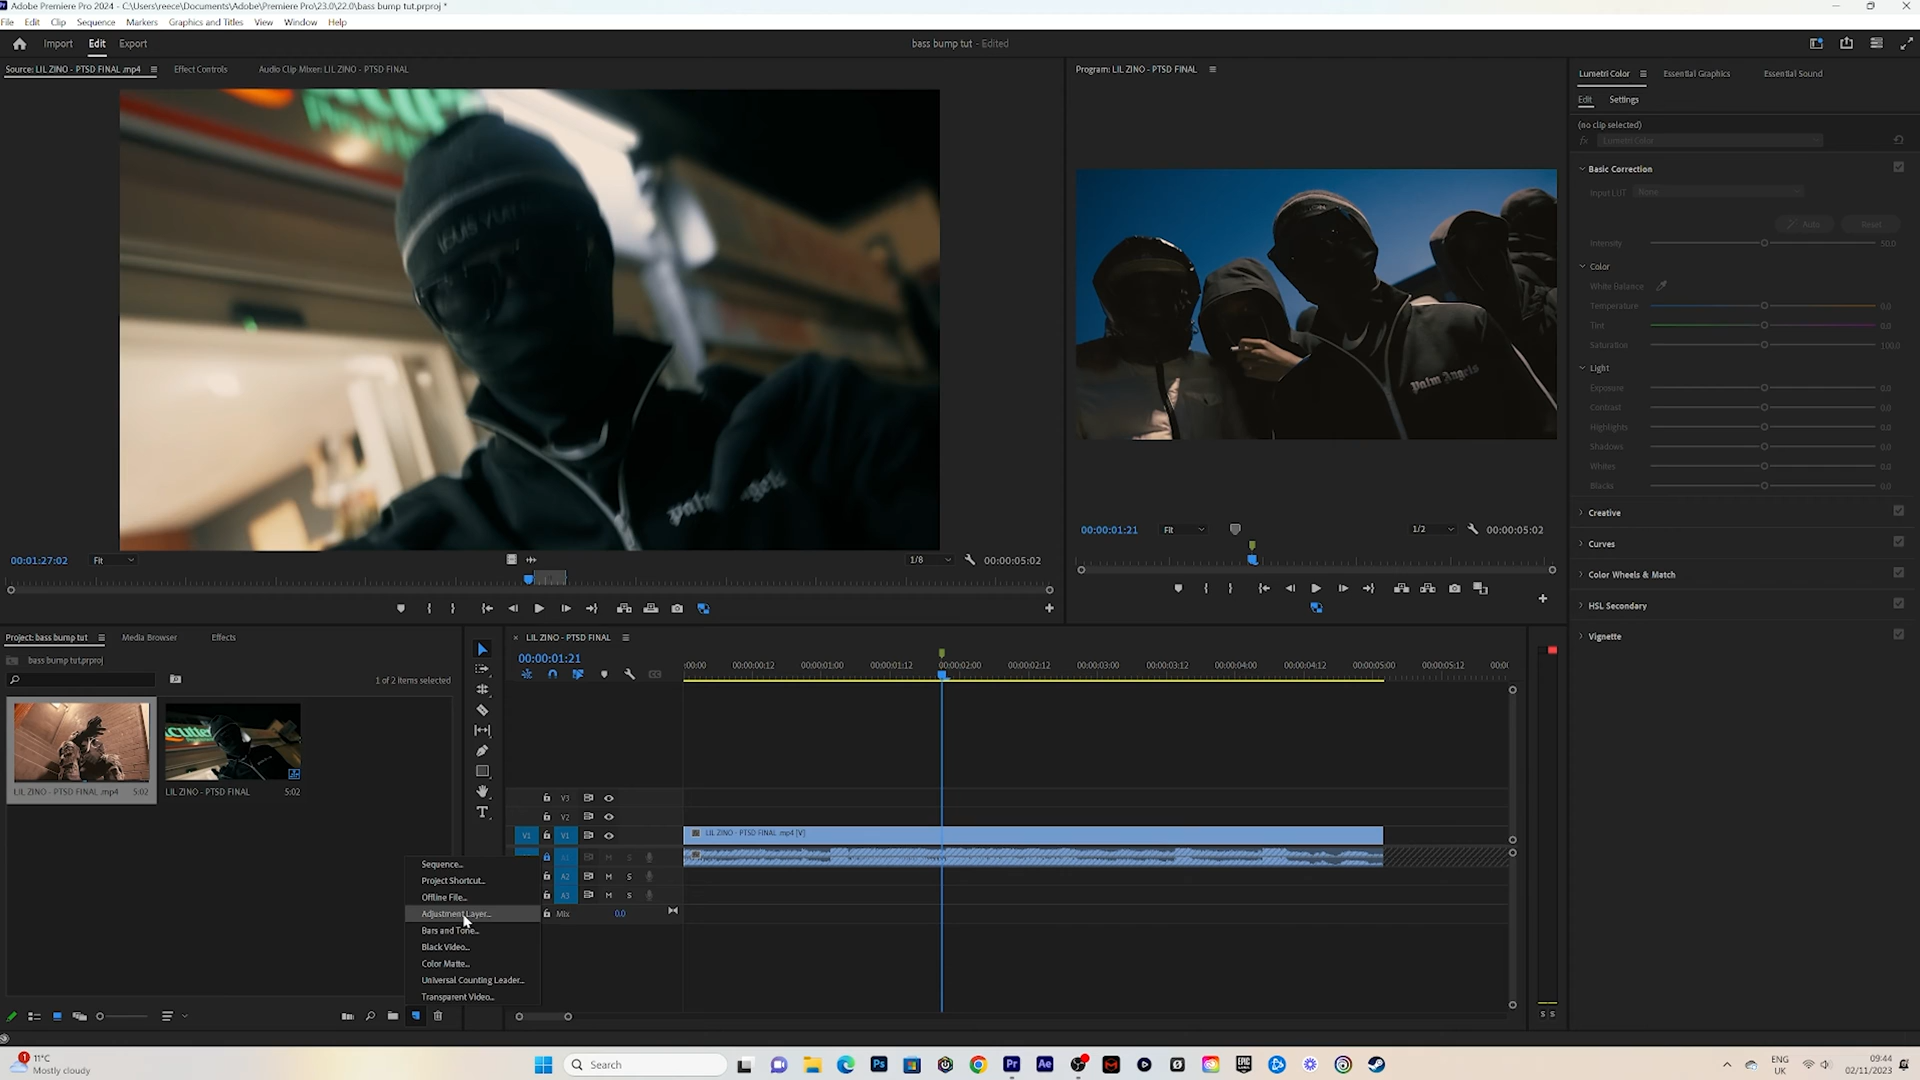 Adobe Premiere Pro 2024 - C:\Users\reece\Documents\Adobe\Premiere Pro\23.0\22.0\bass bump tut.prproj *
File Edit Clip Sequence Markers Graphics and Titles View Window Help
Import Edit Export
bass bump tut - Edited
Source: LIL ZINO - PTSD FINAL .mp4
Effect Controls
Audio Clip Mixer: LIL ZINO - PTSD FINAL
Program: LIL ZINO - PTSD FINAL
Lumetri Color
Essential Graphics
Essential Sound
Edit Settings
(no clip selected)
fx Lumetri Color
Basic Correction
Input LUT None
Auto Reset
Intensity 50.0
Color
White Balance
Temperature 0.0
Tint 0.0
Saturation 100.0
Light
Exposure 0.0
Contrast 0.0
Highlights 0.0
Shadows 0.0
Whites 0.0
Blacks 0.0
Creative
Curves
Color Wheels & Match
HSL Secondary
Vignette
LOUIS VUITT
Palm Angels
Palm Angels
00:01:27:02 Fit 1/8 00:00:05:02
00:00:01:21 Fit 1/2 00:00:05:02
Project: bass bump tut
Media Browser
Effects
bass bump tut.prproj
1 of 2 items selected
LIL ZINO - PTSD FINAL .mp4 5:02
LIL ZINO - PTSD FINAL 5:02
LIL ZINO - PTSD FINAL
00:00:01:21
:00:00 00:00:00:12 00:00:01:00 00:00:01:12 00:00:02:00 00:00:02:12 00:00:03:00 00:00:03:12 00:00:04:00 00:00:04:12 00:00:05:00 00:00:05:12 00:00
V3
V2
V1 V1
LIL ZINO - PTSD FINAL .mp4 [V]
A1 M S
A2 M S
A3 M S
Mix 0.0
S S
Sequence...
Project Shortcut...
Offline File...
Adjustment Layer...
Bars and Tone...
Black Video...
Color Matte...
Universal Counting Leader...
Transparent Video...
1
11°C
Mostly cloudy
Search
Ps
Pr
Ae
EPIC GAMES
ENG
UK
09:44
02/11/2023